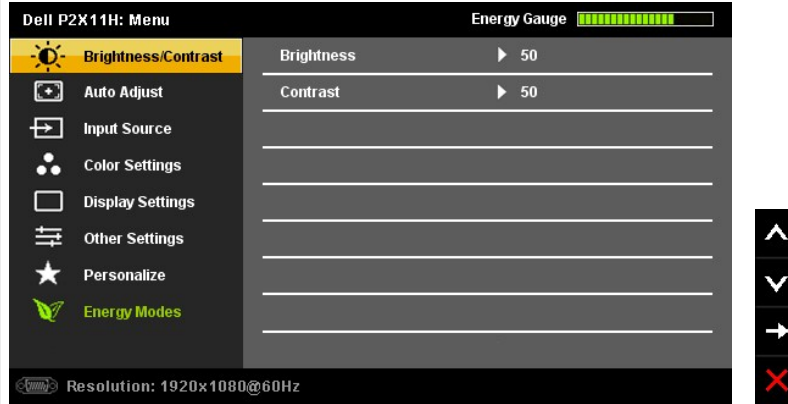 Dell P2X11H: Menu Energy Gauge
Brightness/Contrast Brightness 50
Auto Adjust Contrast 50
Input Source
Color Settings
Display Settings
Other Settings
Personalize
Energy Modes
Resolution: 1920x1080@60Hz